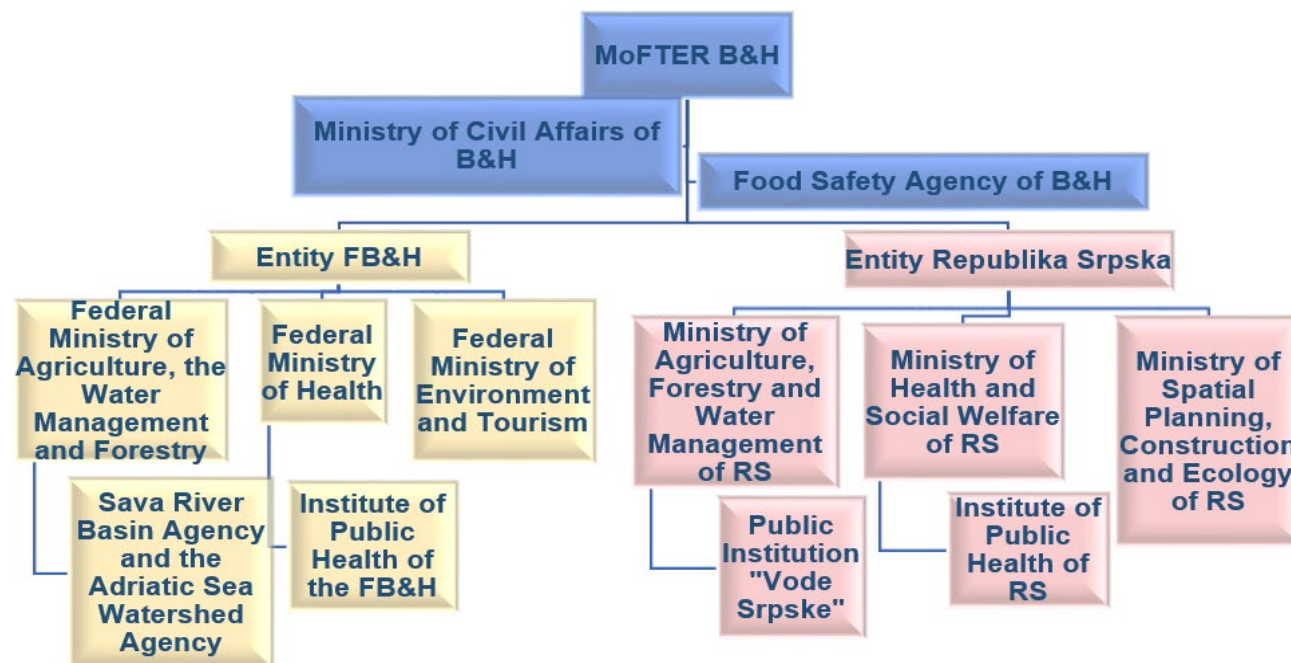 MoFTER B&H
Ministry of Civil Affairs of
B&H
Food Safety Agency of B&H
Entity FB&H
Entity Republika Srpska
Federal
Ministry of
Agriculture, the
Water
Management
and Forestry
Federal
Ministry
of Health
Federal
Ministry of
Environment
and Tourism
Ministry of
Agriculture,
Forestry and
Water
Management
of RS
Ministry of
Health and
Social Welfare
of RS
Ministry of
Spatial
Planning,
Construction
and Ecology
of RS
Sava River
Basin Agency
and the
Adriatic Sea
Watershed
Agency
Institute of
Public
Health of
the FB&H
Public
Institution
"Vode
Srpske"
Institute of
Public
Health of
RS